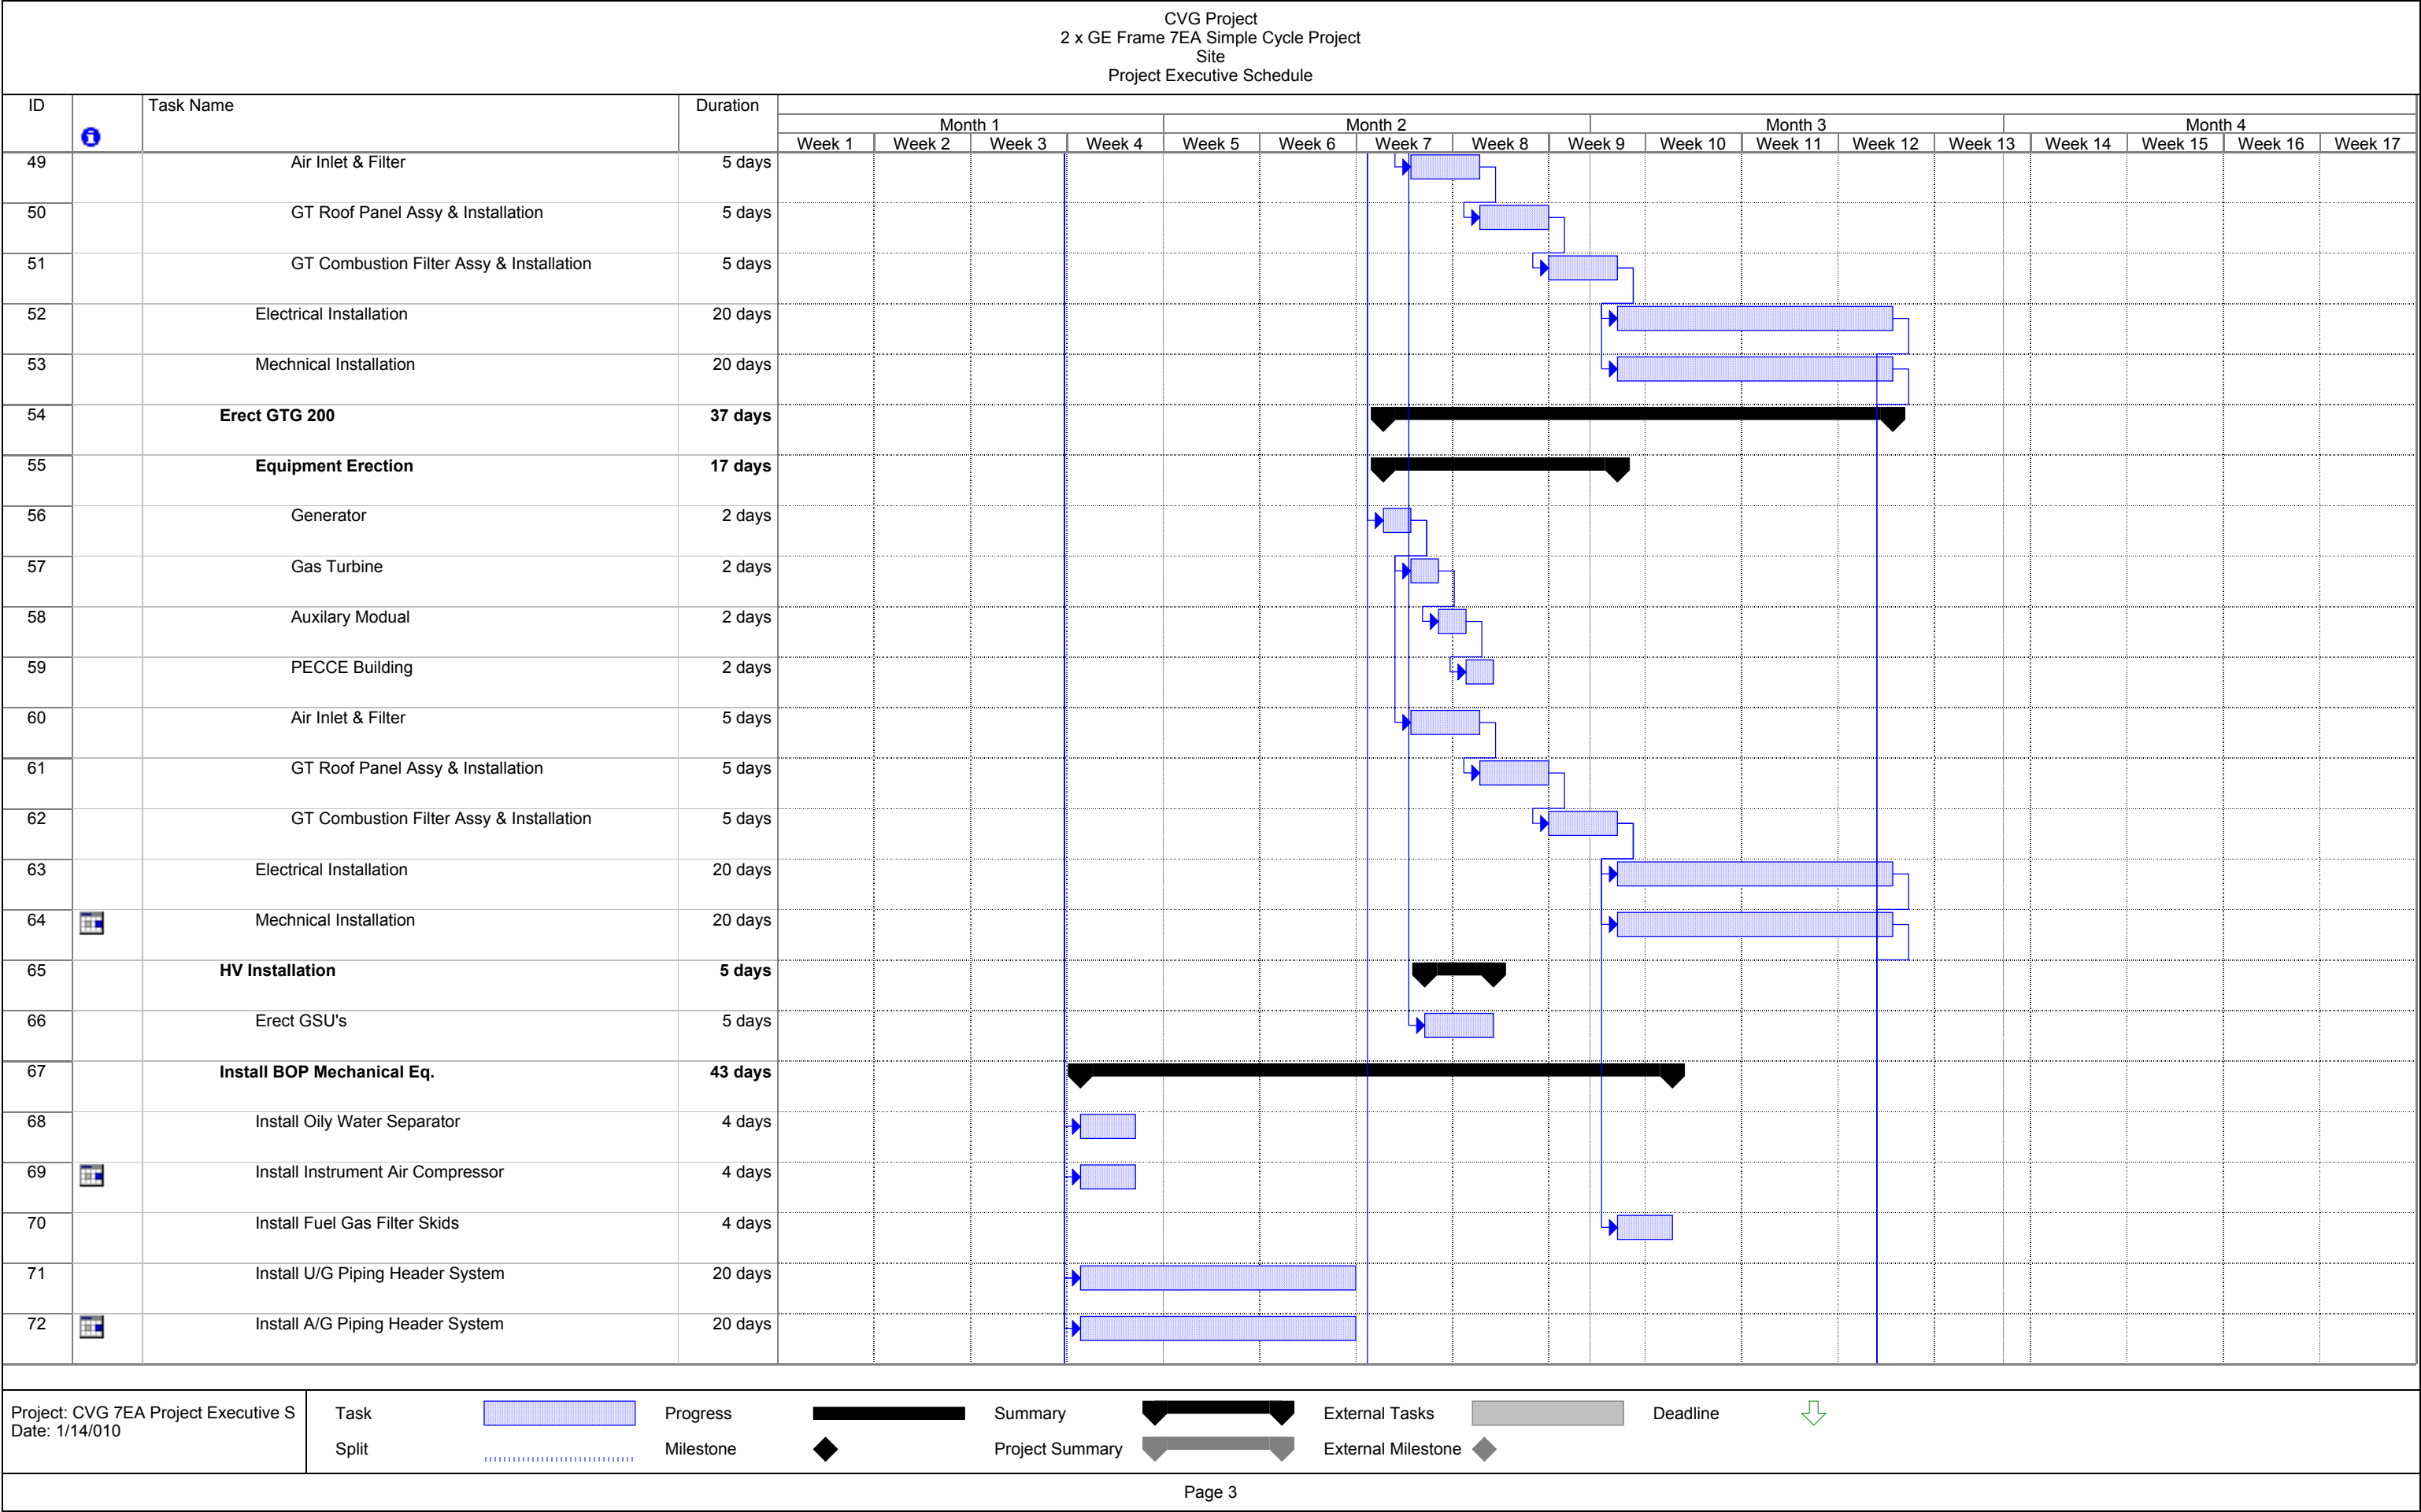 CVG Project
2 x GE Frame 7EA Simple Cycle Project
Site
Project Executive Schedule
ID Task Name Duration
Month 1 Month 2 Month 3 Month 4
Week 1 Week 2 Week 3 Week 4 Week 5 Week 6 Week 7 Week 8 Week 9 Week 10 Week 11 Week 12 Week 13 Week 14 Week 15 Week 16 Week 17
49 Air Inlet & Filter 5 days
50 GT Roof Panel Assy & Installation 5 days
51 GT Combustion Filter Assy & Installation 5 days
52 Electrical Installation 20 days
53 Mechnical Installation 20 days
54 Erect GTG 200 37 days
55 Equipment Erection 17 days
56 Generator 2 days
57 Gas Turbine 2 days
58 Auxilary Modual 2 days
59 PECCE Building 2 days
60 Air Inlet & Filter 5 days
61 GT Roof Panel Assy & Installation 5 days
62 GT Combustion Filter Assy & Installation 5 days
63 Electrical Installation 20 days
64 Mechnical Installation 20 days
65 HV Installation 5 days
66 Erect GSU's 5 days
67 Install BOP Mechanical Eq. 43 days
68 Install Oily Water Separator 4 days
69 Install Instrument Air Compressor 4 days
70 Install Fuel Gas Filter Skids 4 days
71 Install U/G Piping Header System 20 days
72 Install A/G Piping Header System 20 days
Project: CVG 7EA Project Executive S
Date: 1/14/010
Task Progress Summary External Tasks Deadline
Split Milestone Project Summary External Milestone
Page 3